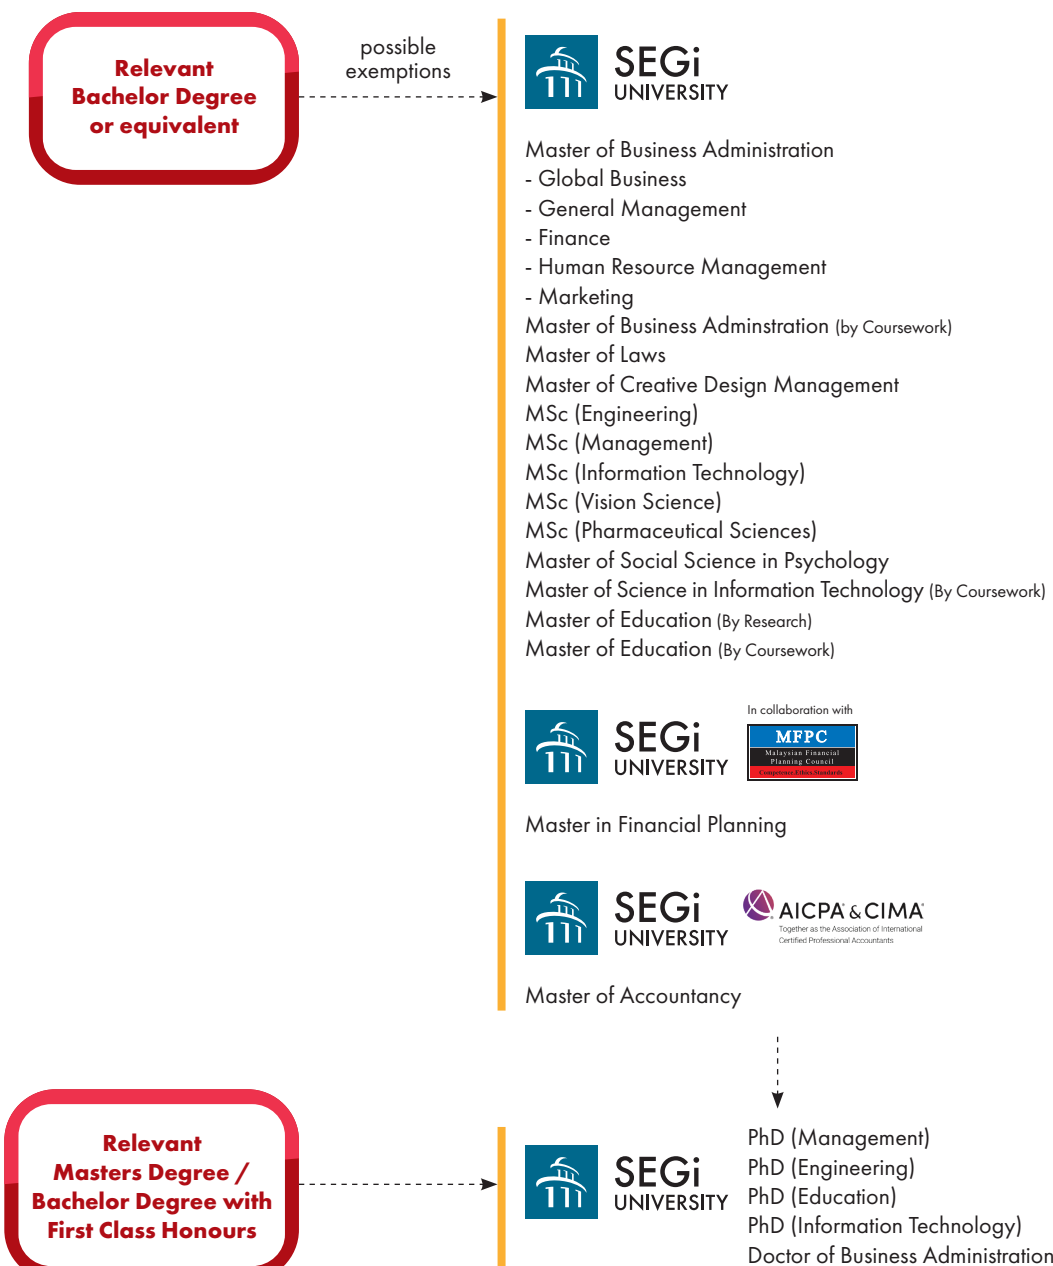 Relevant
Bachelor Degree
or equivalent
possible
exemptions
SEGi
UNIVERSITY
Master of Business Administration
- Global Business
- General Management
- Finance
- Human Resource Management
- Marketing
Master of Business Adminstration (by Coursework)
Master of Laws
Master of Creative Design Management
MSc (Engineering)
MSc (Management)
MSc (Information Technology)
MSc (Vision Science)
MSc (Pharmaceutical Sciences)
Master of Social Science in Psychology
Master of Science in Information Technology (By Coursework)
Master of Education (By Research)
Master of Education (By Coursework)
SEGi
UNIVERSITY
In collaboration with
MFPC
Malaysian Financial
Planning Council
Competence.Ethics.Standards
Master in Financial Planning
SEGi
UNIVERSITY
AICPA & CIMA
Together as the Association of International
Certified Professional Accountants
Master of Accountancy
Relevant
Masters Degree /
Bachelor Degree with
First Class Honours
SEGi
UNIVERSITY
PhD (Management)
PhD (Engineering)
PhD (Education)
PhD (Information Technology)
Doctor of Business Administration